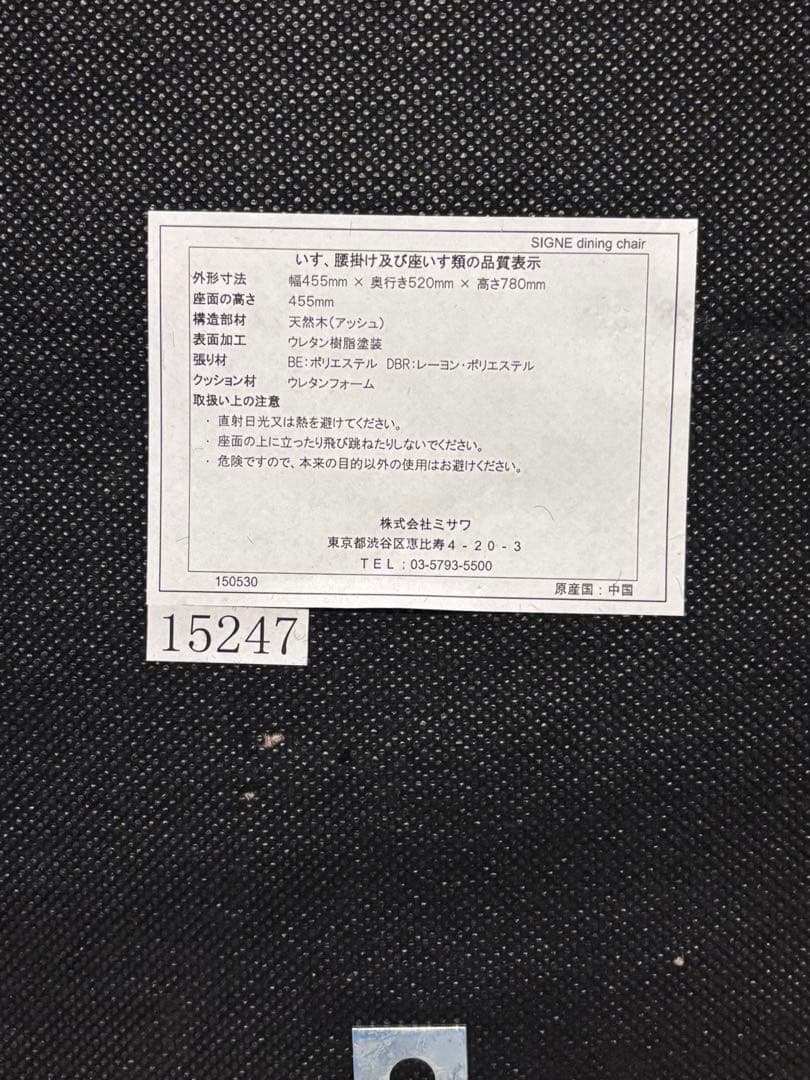 SIGNE dining chair
いす、腰掛け及び座いす類の品質表示
外形寸法 幅455mm × 奥行き520mm × 高さ780mm
座面の高さ 455mm
構造部材 天然木(アッシュ)
表面加工 ウレタン樹脂塗装
張り材 BE:ポリエステル DBR:レーヨン・ポリエステル
クッション材 ウレタンフォーム
取扱い上の注意
・ 直射日光又は熱を避けてください。
・ 座面の上に立ったり飛び跳ねたりしないでください。
・ 危険ですので、本来の目的以外の使用はお避けください。
株式会社ミサワ
東京都渋谷区恵比寿4-20-3
TEL:03-5793-5500
150530 原産国:中国
15247